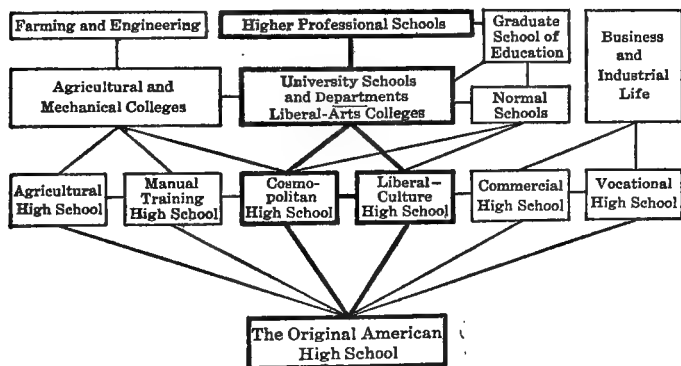 Farming and Engineering
Higher Professional Schools
Graduate
School of
Education
Business
and
Industrial
Life
Agricultural and
Mechanical Colleges
University Schools
and Departments
Liberal-Arts Colleges
Normal
Schools
Agricultural
High School
Manual
Training
High School
Cosmo-
politan
High School
Liberal-
Culture
High School
Commercial
High School
Vocational
High School
The Original American
High School